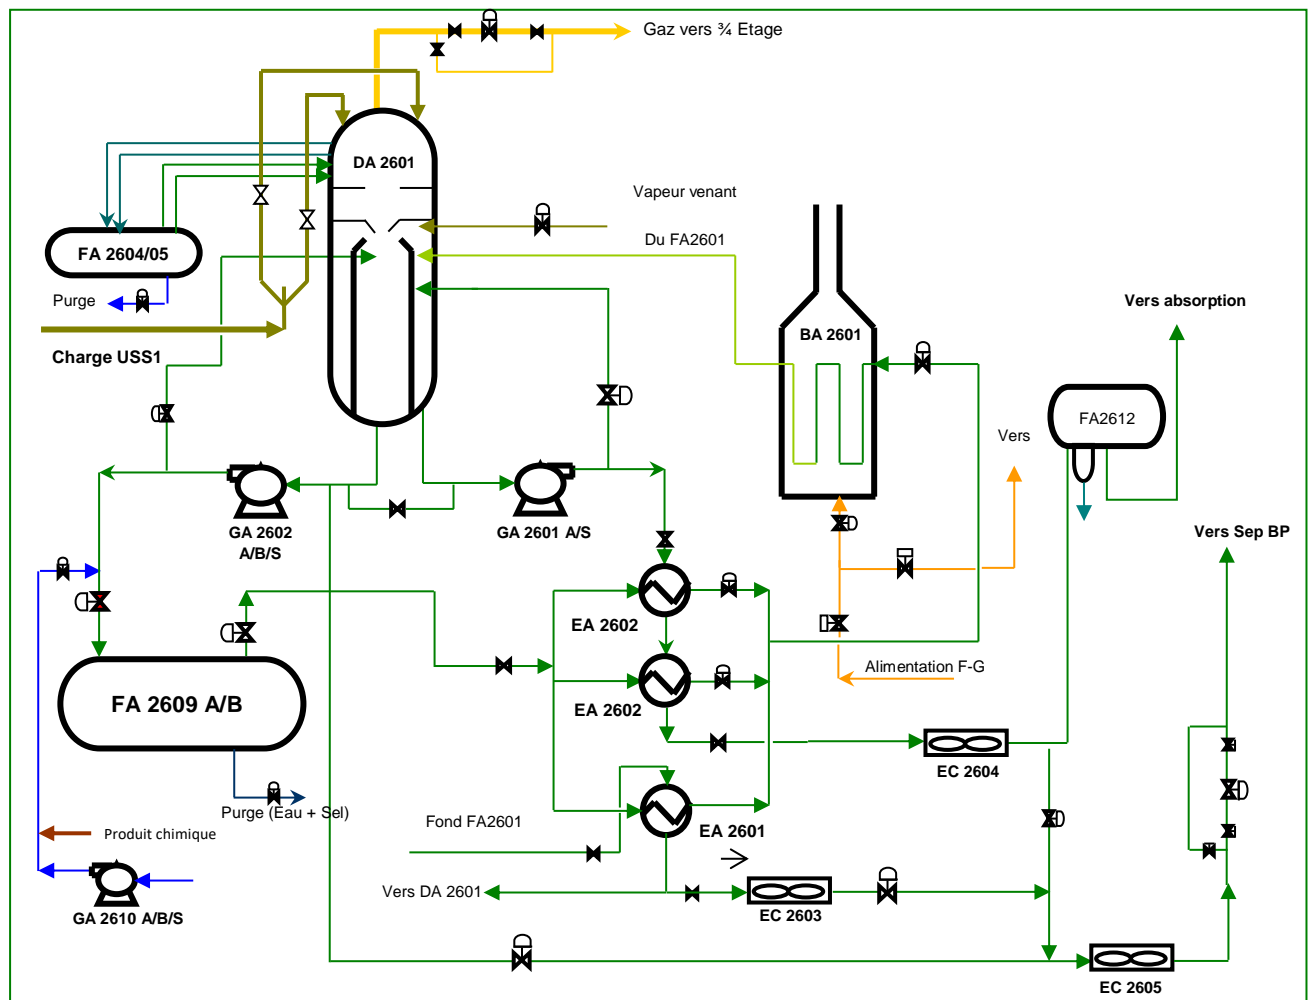 Gaz vers ¾ Etage
DA 2601
Vapeur venant
Du FA2601
FA 2604/05
Purge
Charge USS1
BA 2601
Vers absorption
FA2612
Vers
GA 2602
A/B/S
GA 2601 A/S
Vers Sep BP
EA 2602
EA 2602
Alimentation F-G
FA 2609 A/B
EC 2604
Purge (Eau + Sel)
Fond FA2601
EA 2601
Produit chimique
Vers DA 2601
EC 2603
GA 2610 A/B/S
EC 2605